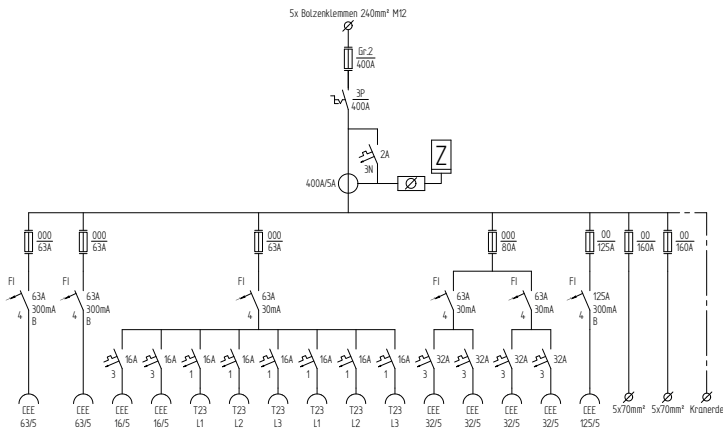 5x Bolzenklemmen 240mm² M12
Gr.2
400A
3P
400A
2A
3N
Z
400A/5A
000
63A
000
63A
000
63A
000
80A
00
125A
00
160A
00
160A
FI
63A
300mA
4
B
FI
63A
300mA
4
B
FI
63A
30mA
4
FI
63A
30mA
4
FI
63A
30mA
4
FI
125A
300mA
4
B
16A
3
16A
3
16A
1
16A
1
16A
1
16A
1
16A
1
16A
1
32A
3
32A
3
32A
3
32A
3
CEE
63/5
CEE
63/5
CEE
16/5
CEE
16/5
T23
L1
T23
L2
T23
L3
T23
L1
T23
L2
T23
L3
CEE
32/5
CEE
32/5
CEE
32/5
CEE
32/5
CEE
125/5
5x70mm²
5x70mm²
Kranerde